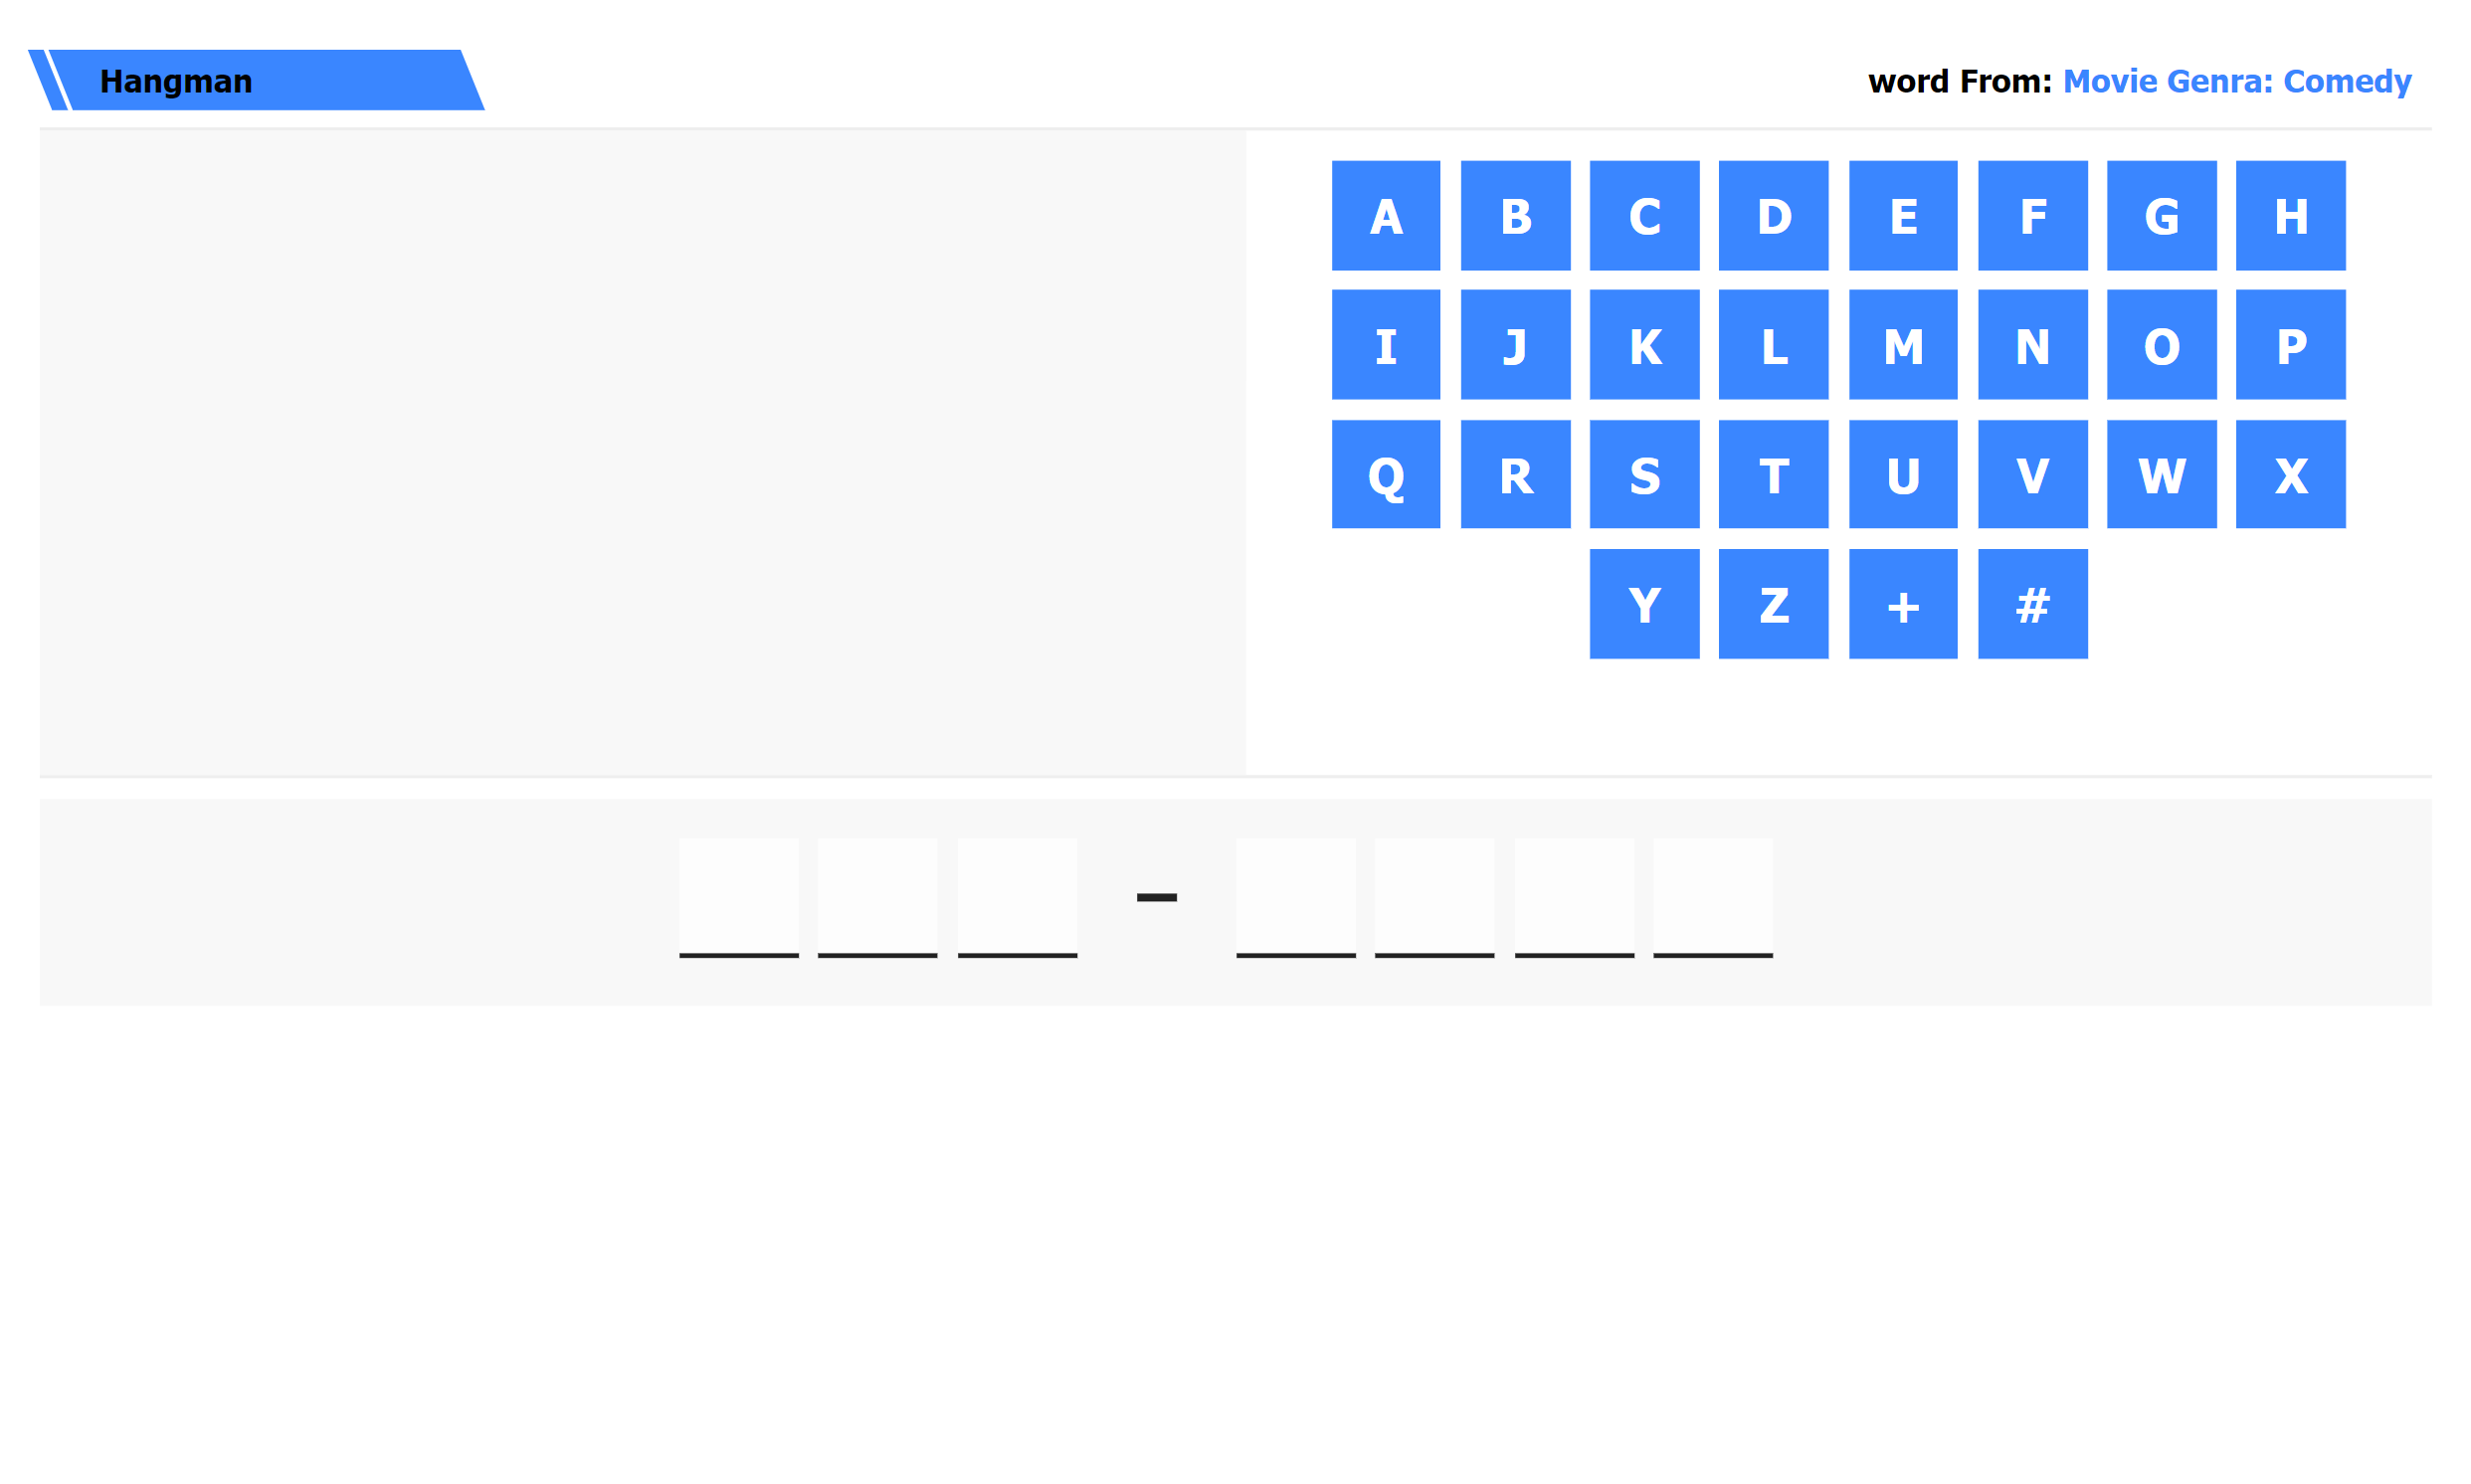 Hangman
word From: Movie Genra: Comedy
A B C D E F G H
I J K L M N O P
Q R S T U V W X
Y Z + #
–